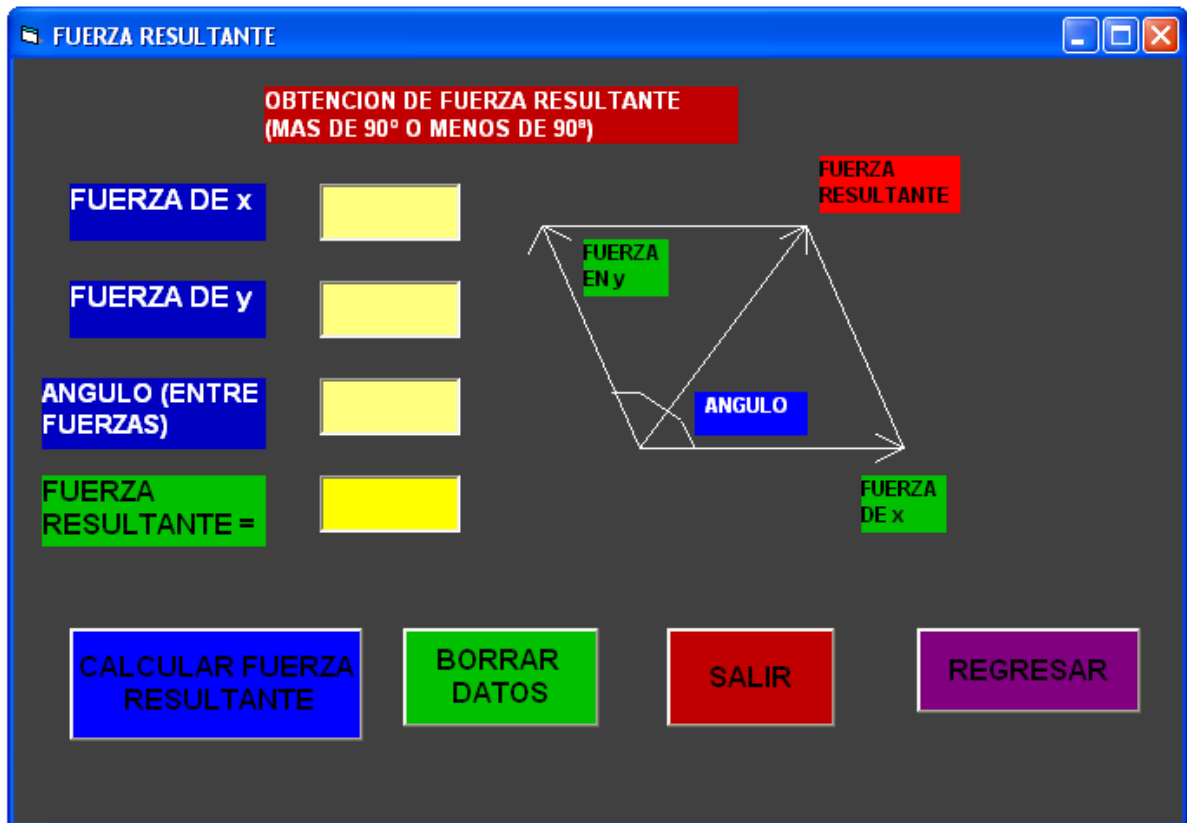 FUERZA RESULTANTE
OBTENCION DE FUERZA RESULTANTE
(MAS DE 90º O MENOS DE 90º)
FUERZA DE x
FUERZA DE y
ANGULO (ENTRE
FUERZAS)
FUERZA
RESULTANTE =
FUERZA
RESULTANTE
FUERZA
EN y
ANGULO
FUERZA
DE x
CALCULAR FUERZA
RESULTANTE
BORRAR
DATOS
SALIR
REGRESAR